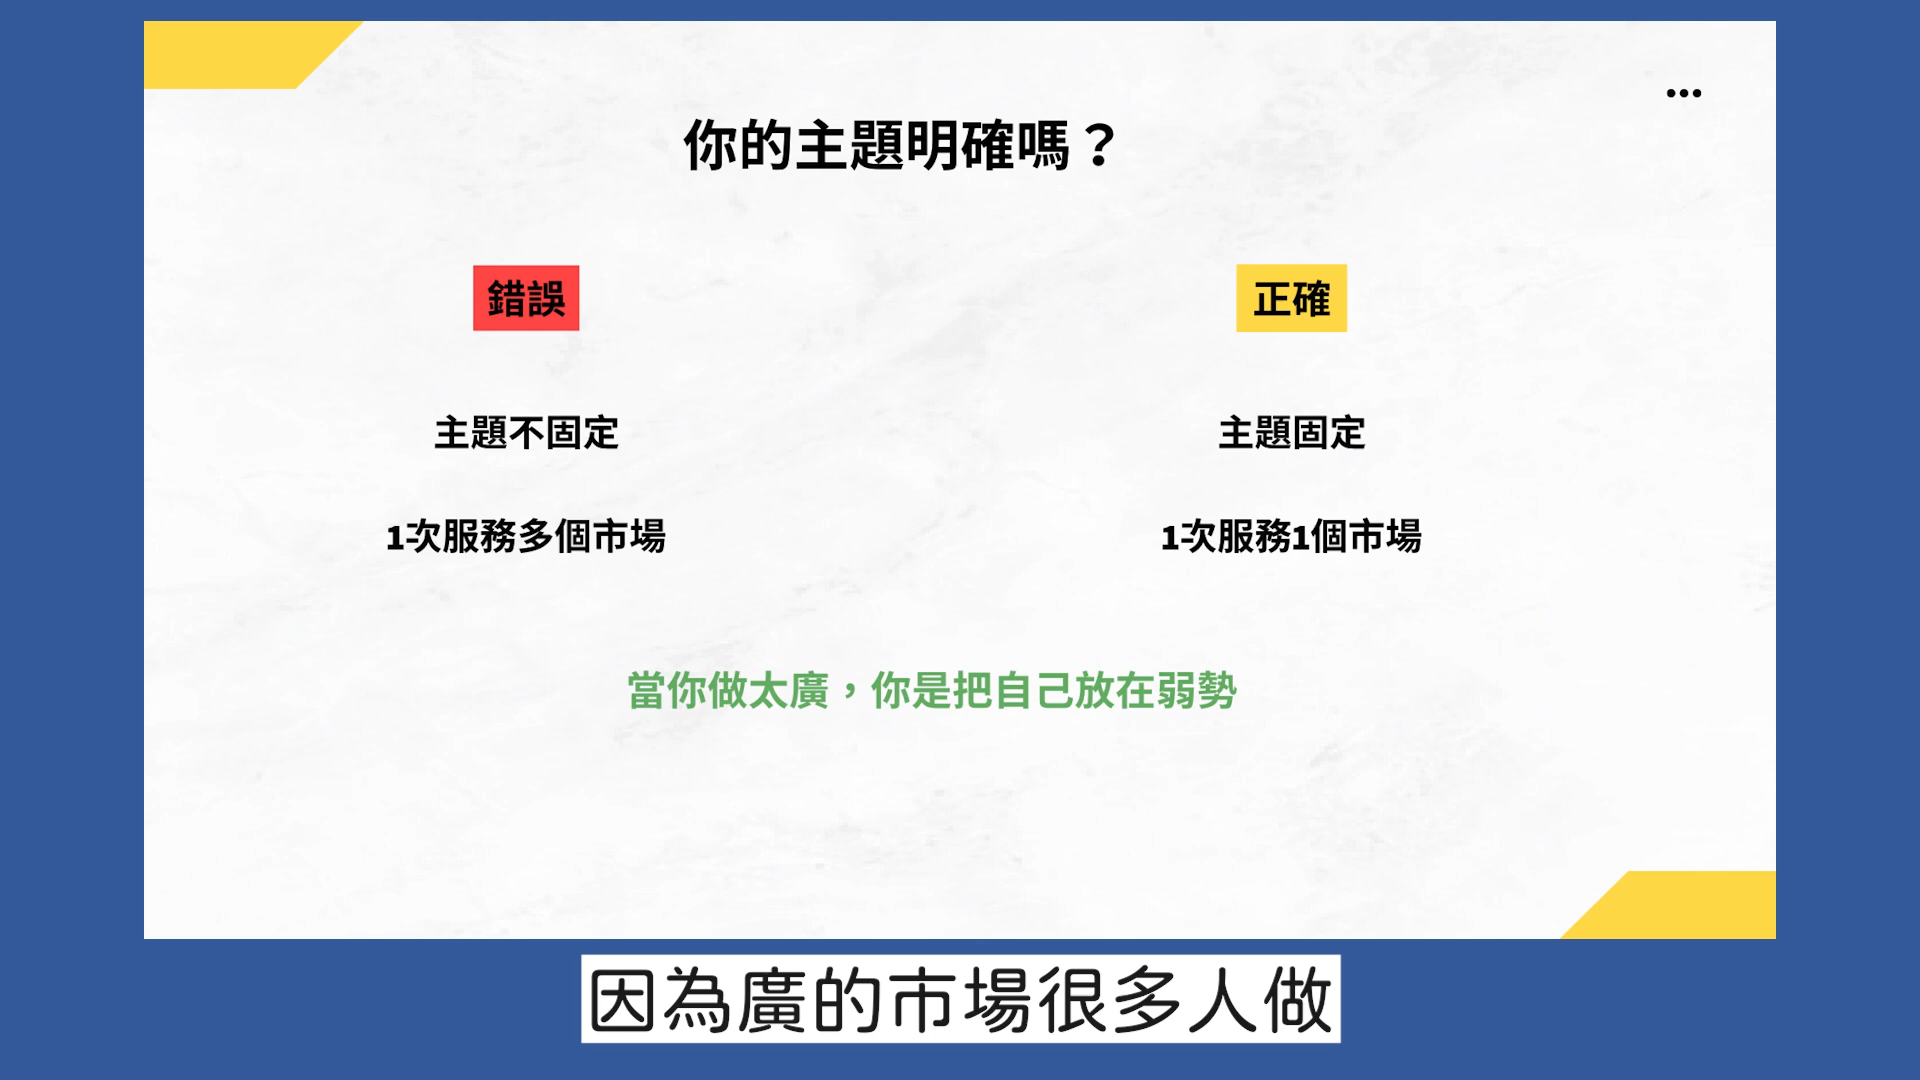 你的主題明確嗎？
錯誤
正確
主題不固定
主題固定
1次服務多個市場
1次服務1個市場
當你做太廣，你是把自己放在弱勢
因為廣的市場很多人做